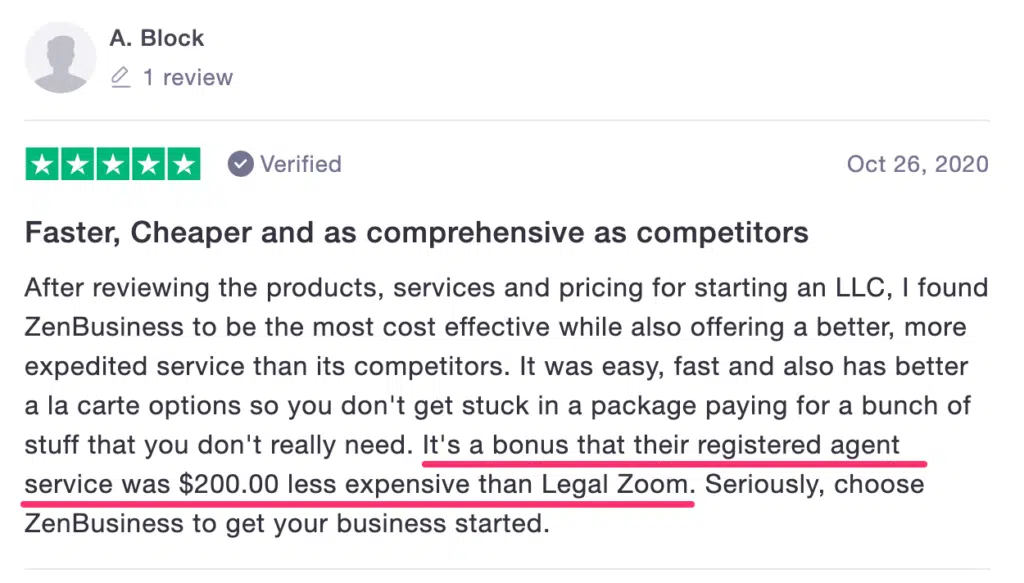 A. Block
1 review
Verified
Oct 26, 2020
Faster, Cheaper and as comprehensive as competitors
After reviewing the products, services and pricing for starting an LLC, I found
ZenBusiness to be the most cost effective while also offering a better, more
expedited service than its competitors. It was easy, fast and also has better
a la carte options so you don't get stuck in a package paying for a bunch of
stuff that you don't really need. It's a bonus that their registered agent
service was $200.00 less expensive than Legal Zoom. Seriously, choose
ZenBusiness to get your business started.